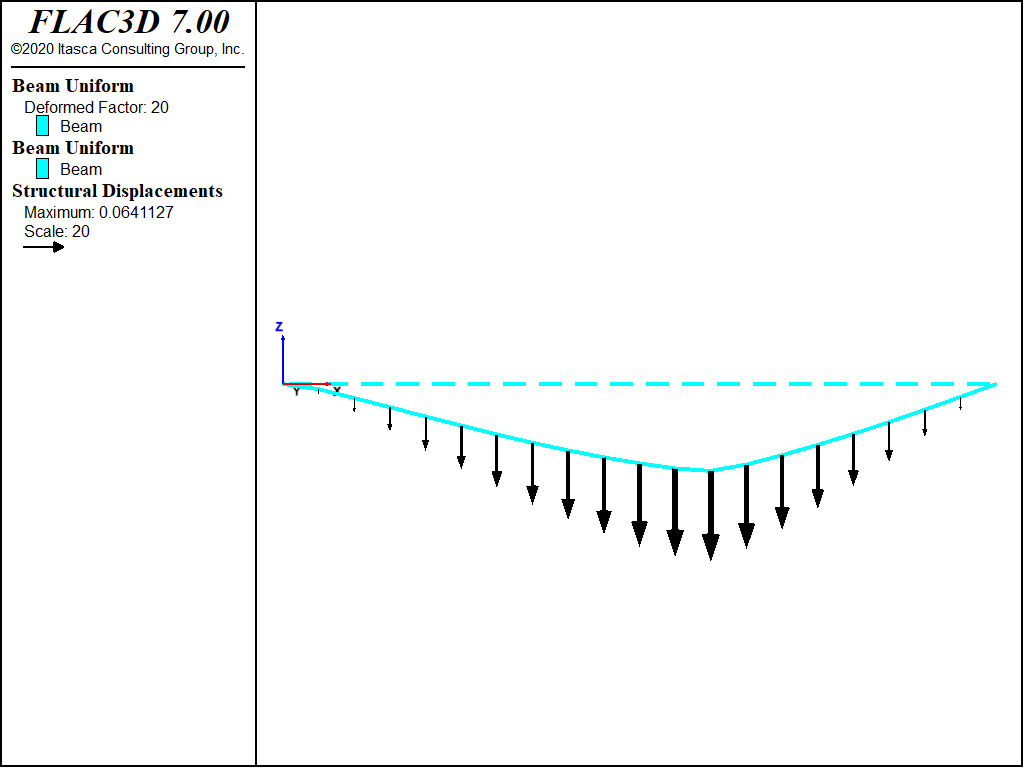 FLAC3D 7.00
©2020 Itasca Consulting Group, Inc.
Beam Uniform
Deformed Factor: 20
Beam
Beam Uniform
Beam
Structural Displacements
Maximum: 0.0641127
Scale: 20
Z
Y
X